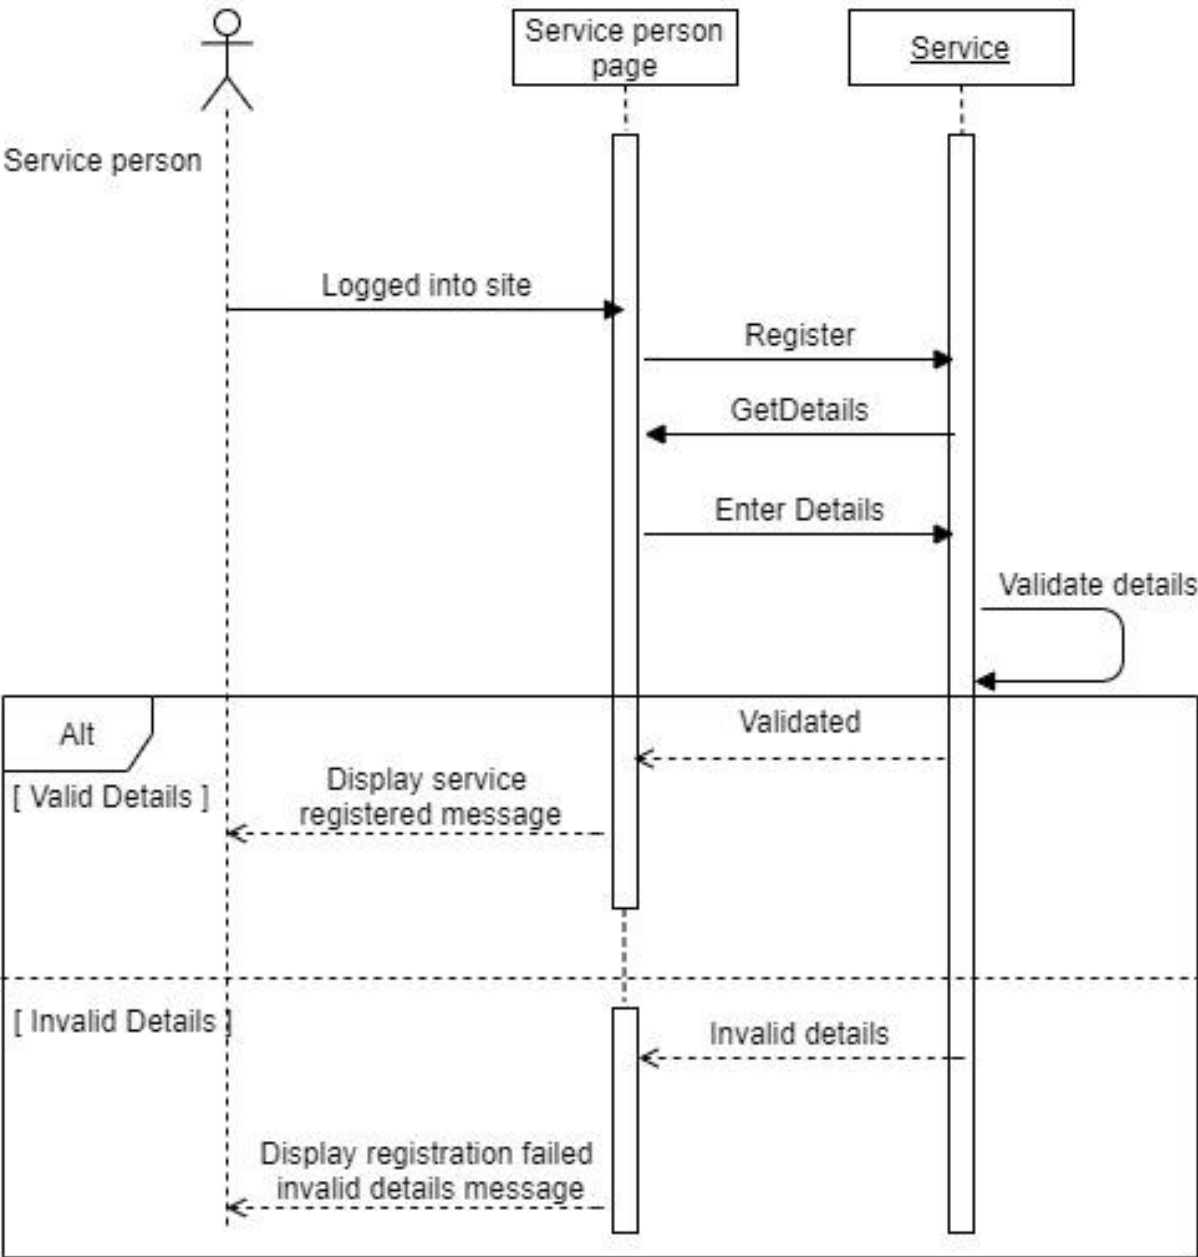 Service person
page
Service
Service person
Logged into site
Register
GetDetails
Enter Details
Validate details
Alt
Validated
[ Valid Details ]
Display service
registered message
[ Invalid Details ]
Invalid details
Display registration failed
invalid details message